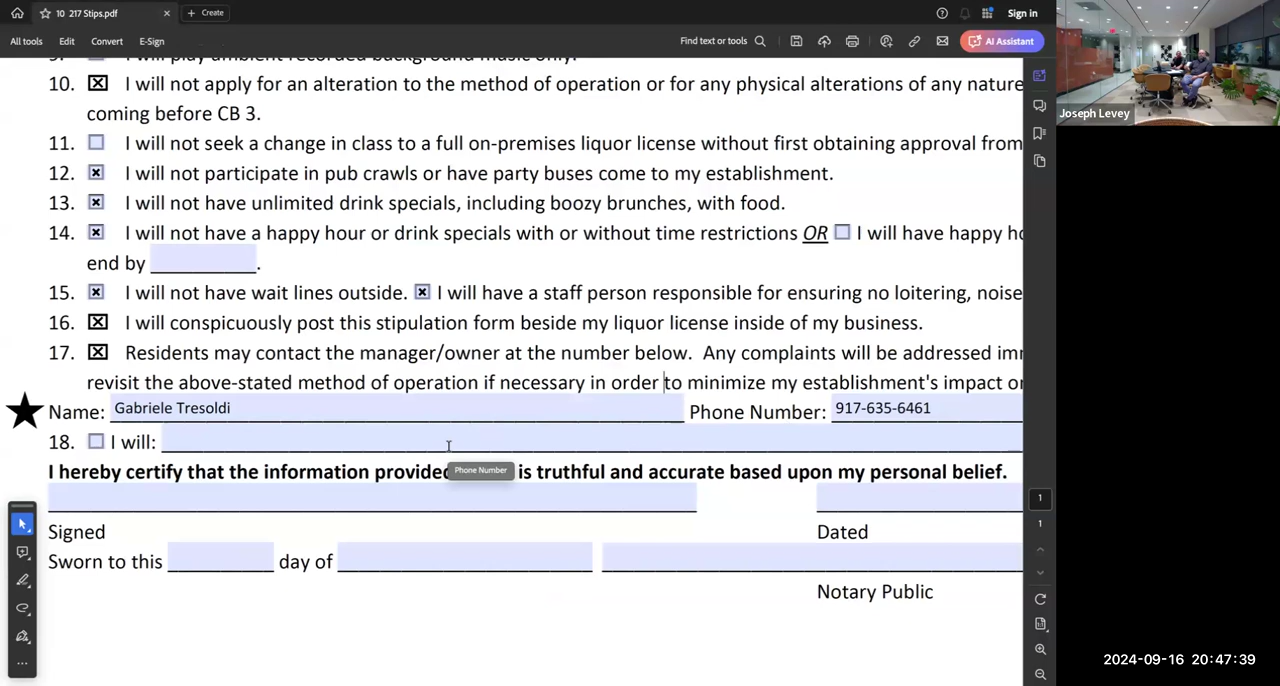 10 217 Stips.pdf
Create
Sign in
All tools
Edit
Convert
E-Sign
Find text or tools
AI Assistant
10. I will not apply for an alteration to the method of operation or for any physical alterations of any nature
coming before CB 3.
11. I will not seek a change in class to a full on-premises liquor license without first obtaining approval from
12. I will not participate in pub crawls or have party buses come to my establishment.
13. I will not have unlimited drink specials, including boozy brunches, with food.
14. I will not have a happy hour or drink specials with or without time restrictions OR I will have happy
end by .
15. I will not have wait lines outside. I will have a staff person responsible for ensuring no loitering, noise
16. I will conspicuously post this stipulation form beside my liquor license inside of my business.
17. Residents may contact the manager/owner at the number below. Any complaints will be addressed
revisit the above-stated method of operation if necessary in order to minimize my establishment's impact
Name: Gabriele Tresoldi Phone Number: 917-635-6461
18. I will:
I hereby certify that the information provided is truthful and accurate based upon my personal belief.
Phone Number
Signed Dated
Sworn to this day of
Notary Public
1
1
Joseph Levey
2024-09-16 20:47:39